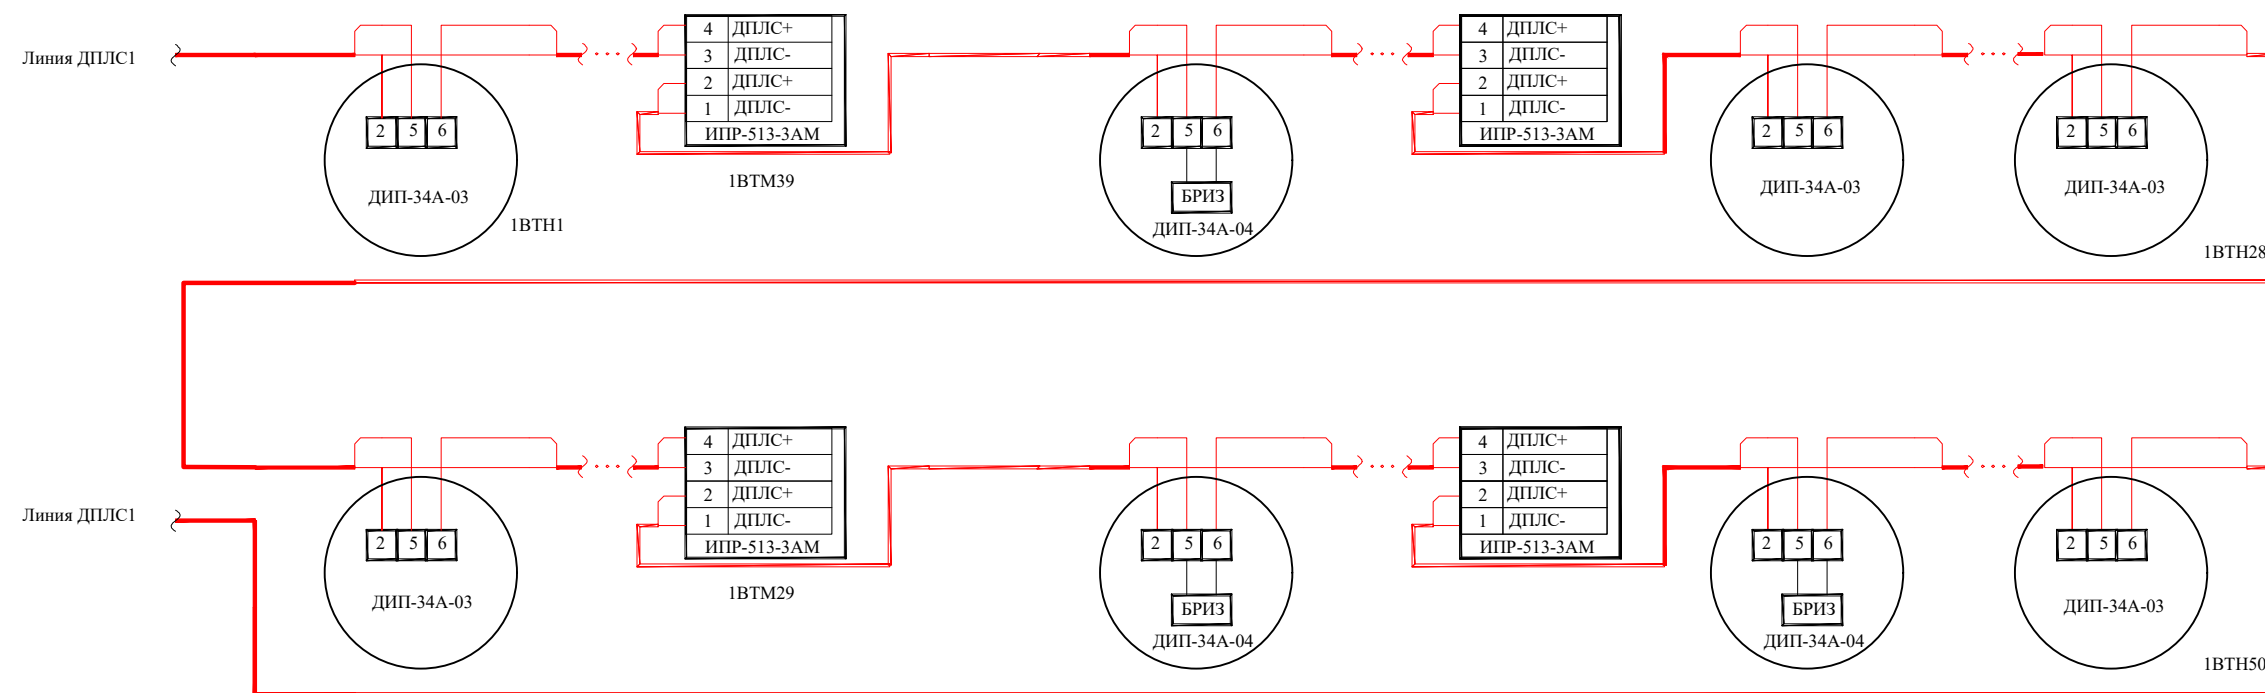 Линия ДПЛС1
2 5 6
ДИП-34А-03
1ВТН1
4 ДПЛС+
3 ДПЛС-
2 ДПЛС+
1 ДПЛС-
ИПР-513-3АМ
1ВТМ39
2 5 6
БРИЗ
ДИП-34А-04
4 ДПЛС+
3 ДПЛС-
2 ДПЛС+
1 ДПЛС-
ИПР-513-3АМ
2 5 6
ДИП-34А-03
2 5 6
ДИП-34А-03
1ВТН28
Линия ДПЛС1
2 5 6
ДИП-34А-03
4 ДПЛС+
3 ДПЛС-
2 ДПЛС+
1 ДПЛС-
ИПР-513-3АМ
1ВТМ29
2 5 6
БРИЗ
ДИП-34А-04
4 ДПЛС+
3 ДПЛС-
2 ДПЛС+
1 ДПЛС-
ИПР-513-3АМ
2 5 6
БРИЗ
ДИП-34А-04
2 5 6
ДИП-34А-03
1ВТН50